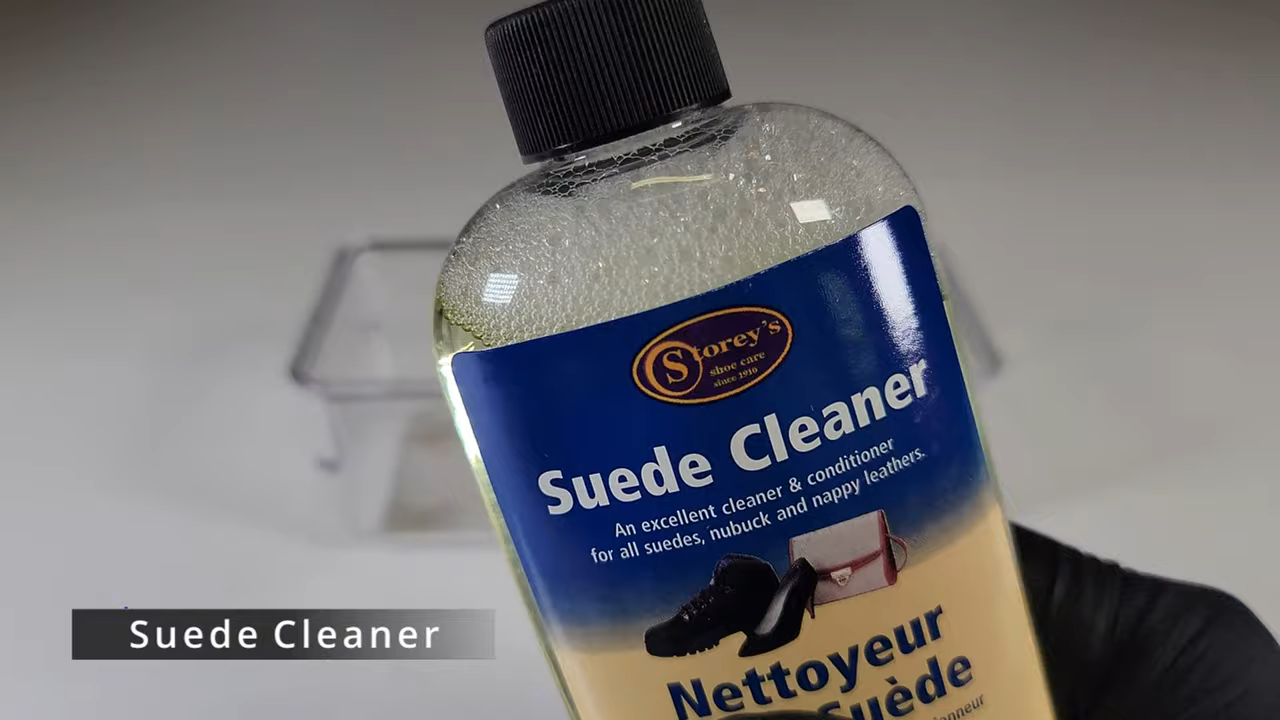 Storey's
shoe care
since 1910
Suede Cleaner
An excellent cleaner & conditioner
for all suedes, nubuck and nappy leathers.
Nettoyeur
Suède
Suede Cleaner